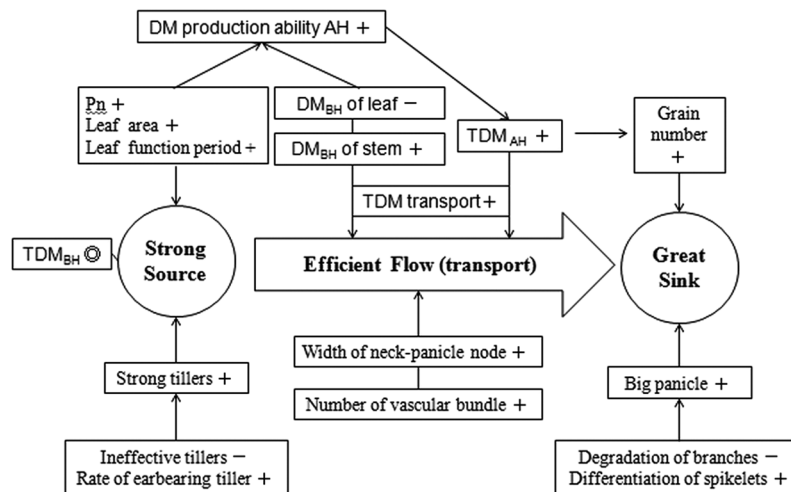 DM production ability AH +
Pn +
Leaf area +
Leaf function period +
DMBH of leaf −
DMBH of stem +
TDMAH +
Grain
number
+
TDM transport +
TDMBH ◎
Strong
Source
Efficient Flow (transport)
Great
Sink
Strong tillers +
Width of neck-panicle node +
Number of vascular bundle +
Big panicle +
Ineffective tillers −
Rate of earbearing tiller +
Degradation of branches −
Differentiation of spikelets +